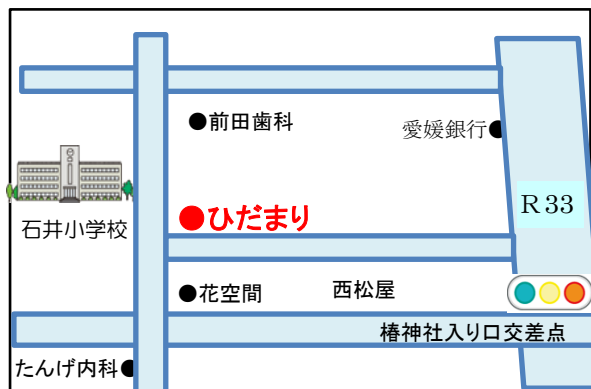 ●前田歯科
愛媛銀行●
石井小学校
●ひだまり
R33
●花空間
西松屋
椿神社入り口交差点
たんげ内科●